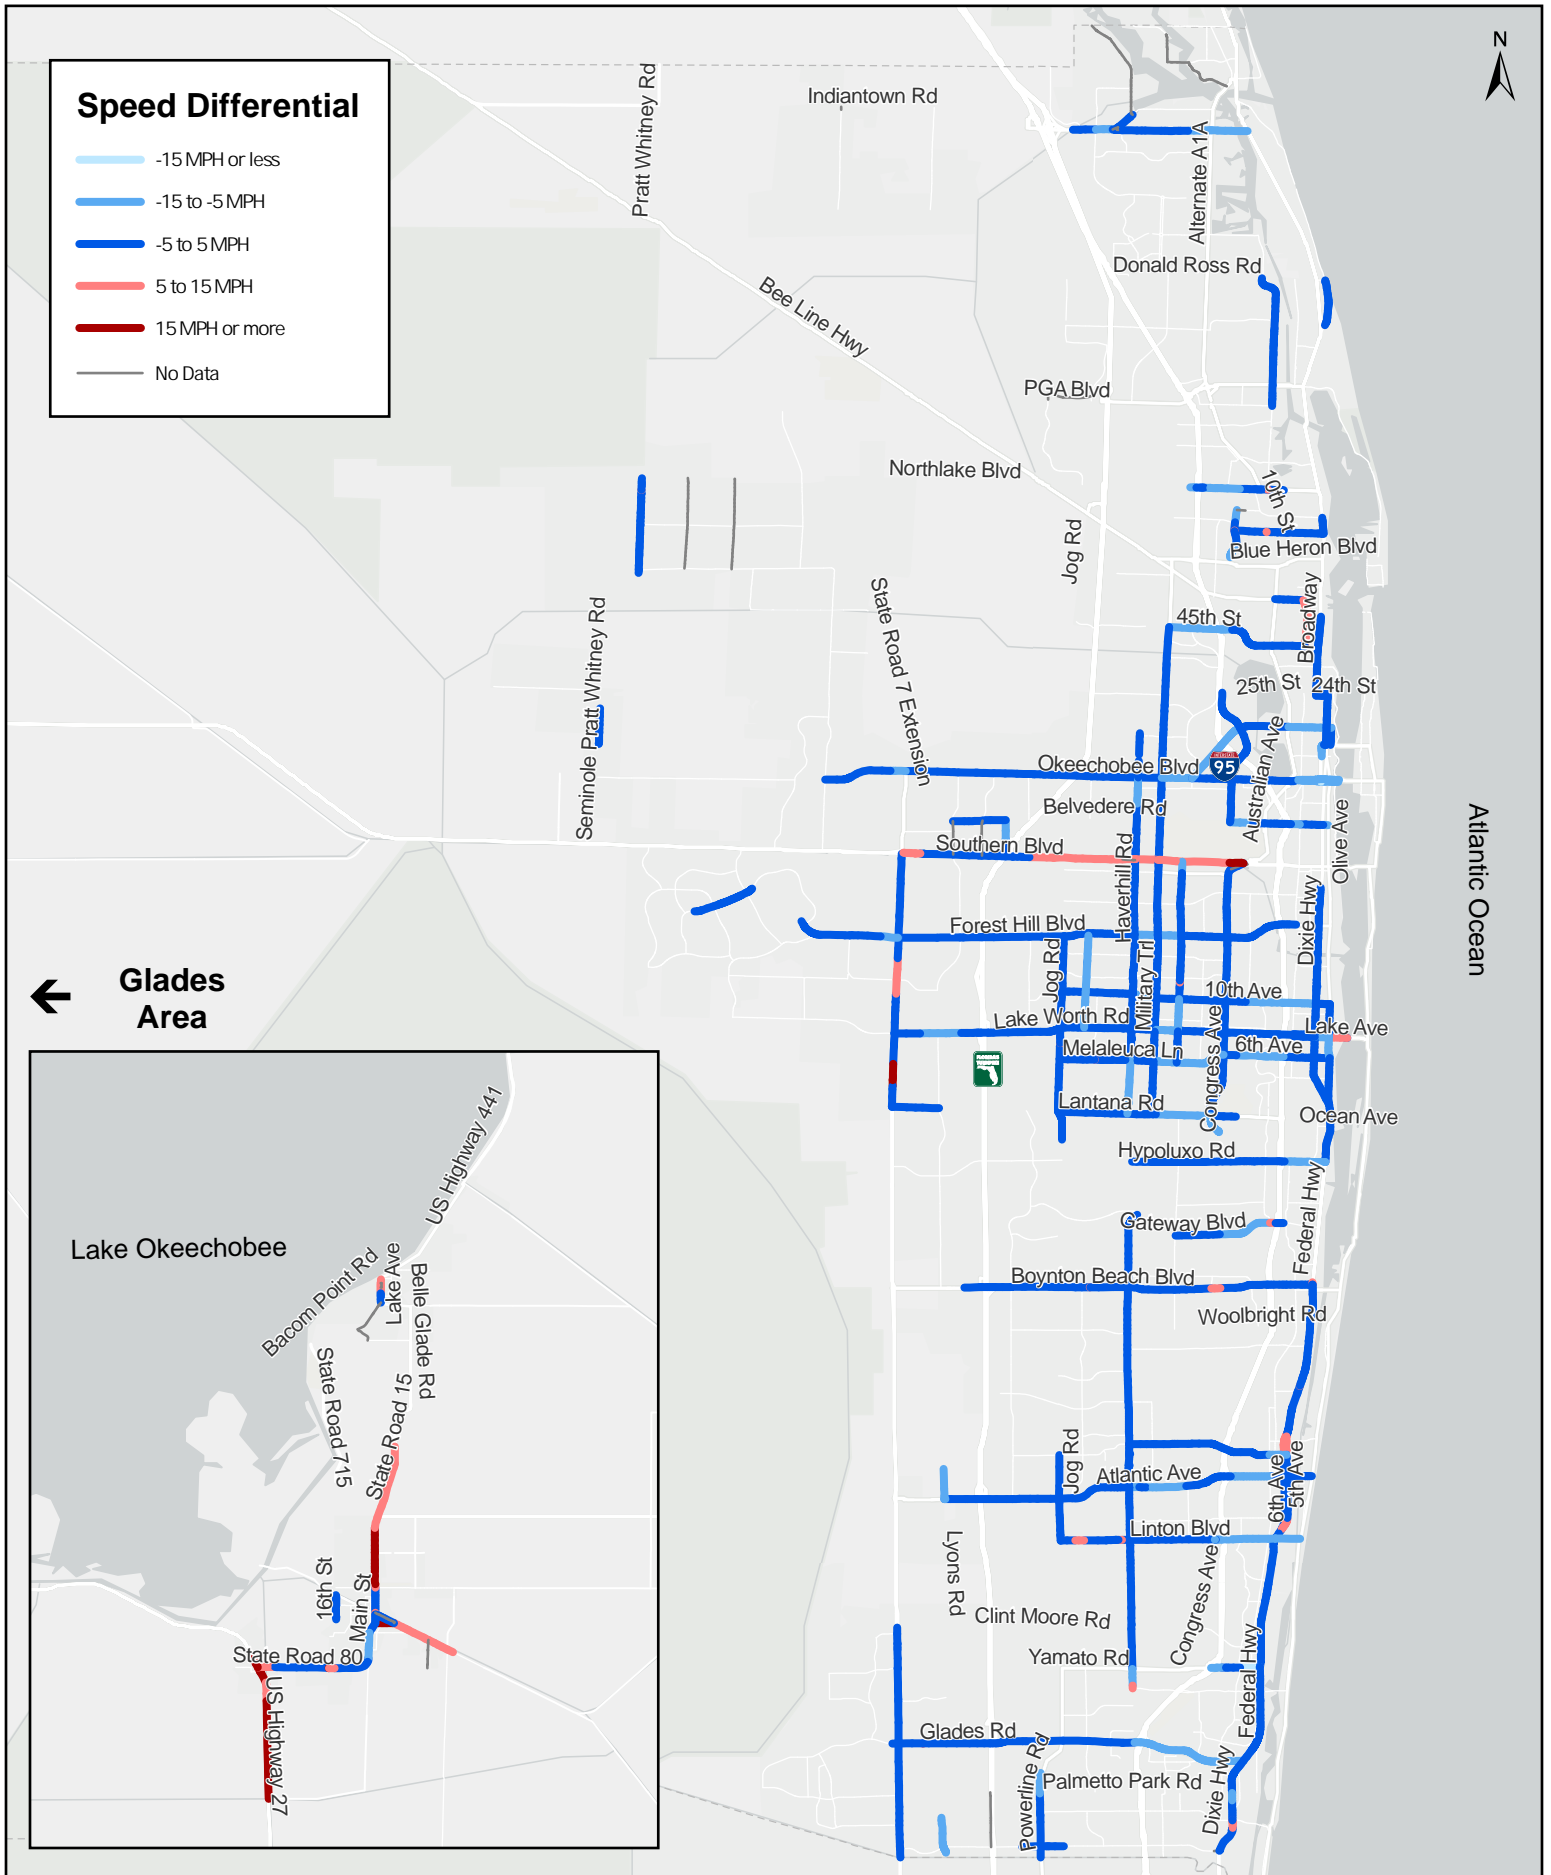 Speed Differential
-15 MPH or less
-15 to -5 MPH
-5 to 5 MPH
5 to 15 MPH
15 MPH or more
No Data
N
Pratt Whitney Rd
Indiantown Rd
Alternate A1A
Donald Ross Rd
Bee Line Hwy
PGA Blvd
Northlake Blvd
10th St
Jog Rd
Blue Heron Blvd
Broadway
45th St
State Road 7 Extension
Seminole Pratt Whitney Rd
25th St
24th St
Australian Ave
Okeechobee Blvd
95
Belvedere Rd
Olive Ave
Southern Blvd
Haverhill Rd
Atlantic Ocean
Forest Hill Blvd
Dixie Hwy
Jog Rd
Military Trl
10th Ave
Lake Worth Rd
Congress Ave
Lake Ave
6th Ave
Melaleuca Ln
Lantana Rd
Ocean Ave
Hypoluxo Rd
Federal Hwy
Gateway Blvd
Boynton Beach Blvd
Woolbright Rd
Jog Rd
Atlantic Ave
6th Ave
5th Ave
Linton Blvd
Lyons Rd
Congress Ave
Clint Moore Rd
Yamato Rd
Federal Hwy
Glades Rd
Powerline Rd
Palmetto Park Rd
Dixie Hwy
Glades
Area
US Highway 441
Lake Okeechobee
Bacom Point Rd
Lake Ave
Belle Glade Rd
State Road 715
State Road 15
16th St
Main St
State Road 80
US Highway 27